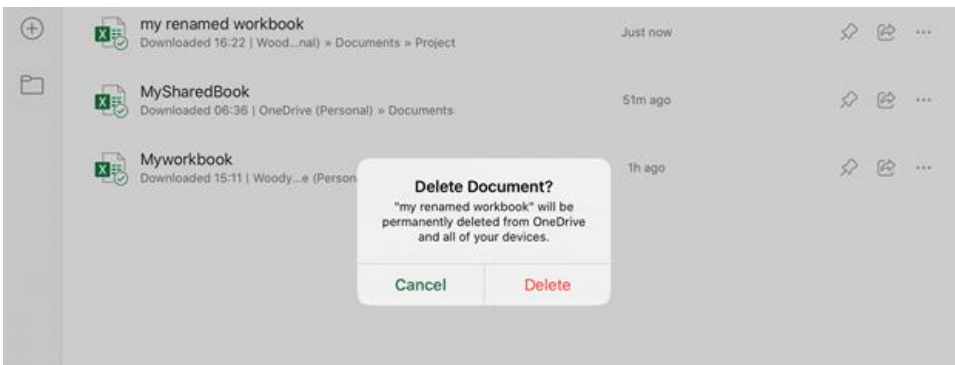 my renamed workbook
Downloaded 16:22 | Wood...nal) » Documents » Project
Just now
MySharedBook
Downloaded 06:36 | OneDrive (Personal) » Documents
51m ago
Myworkbook
Downloaded 15:11 | Woody...e (Person
1h ago
Delete Document?
"my renamed workbook" will be
permanently deleted from OneDrive
and all of your devices.
Cancel
Delete